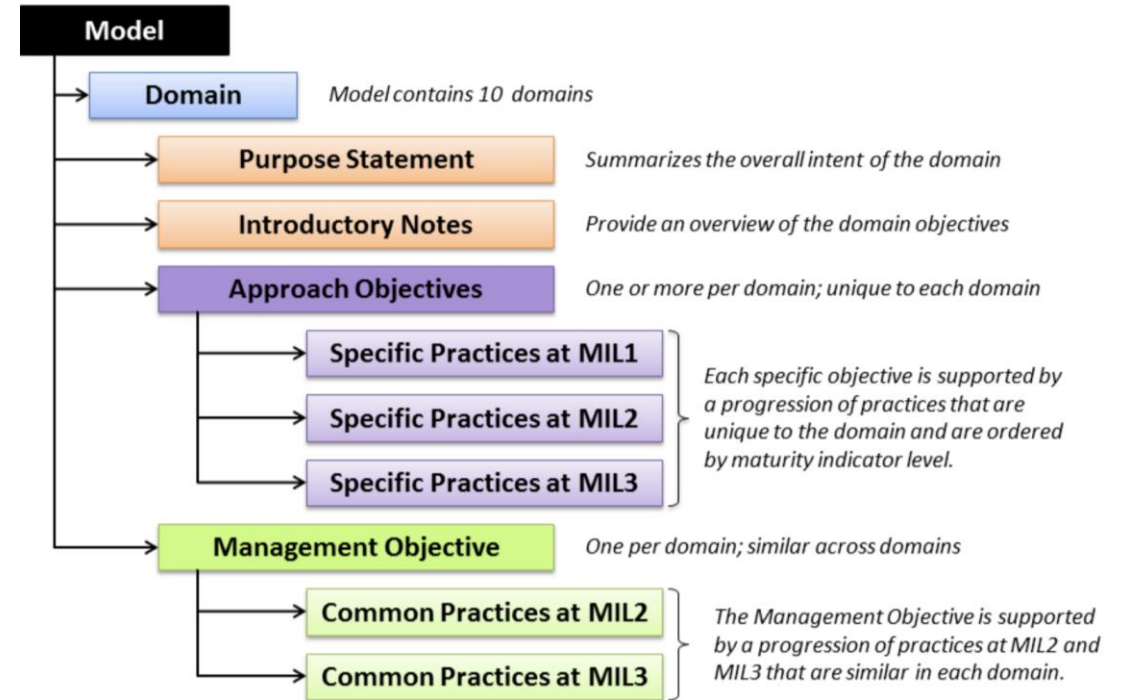 Model
Domain
Model contains 10 domains
Purpose Statement
Summarizes the overall intent of the domain
Introductory Notes
Provide an overview of the domain objectives
Approach Objectives
One or more per domain; unique to each domain
Specific Practices at MIL1
Specific Practices at MIL2
Specific Practices at MIL3
Each specific objective is supported by
a progression of practices that are
unique to the domain and are ordered
by maturity indicator level.
Management Objective
One per domain; similar across domains
Common Practices at MIL2
Common Practices at MIL3
The Management Objective is supported
by a progression of practices at MIL2 and
MIL3 that are similar in each domain.